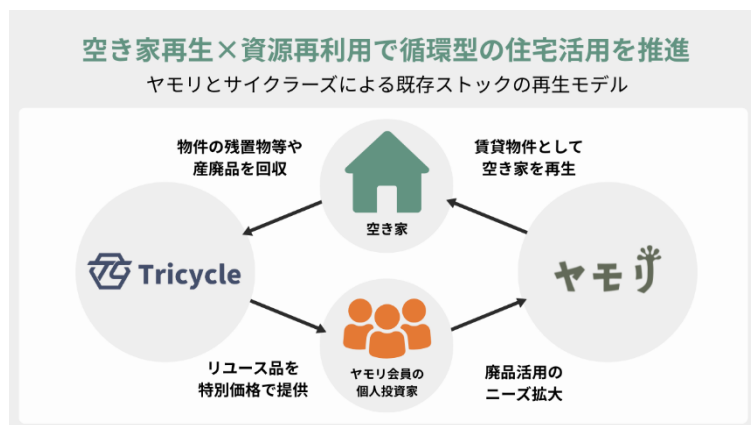 空き家再生×資源再利用で循環型の住宅活用を推進
ヤモリとサイクラーズによる既存ストックの再生モデル
物件の残置物等や
産廃品を回収
賃貸物件として
空き家を再生
空き家
Tricycle
ヤモリ
リユース品を
特別価格で提供
ヤモリ会員の
個人投資家
廃品活用の
ニーズ拡大